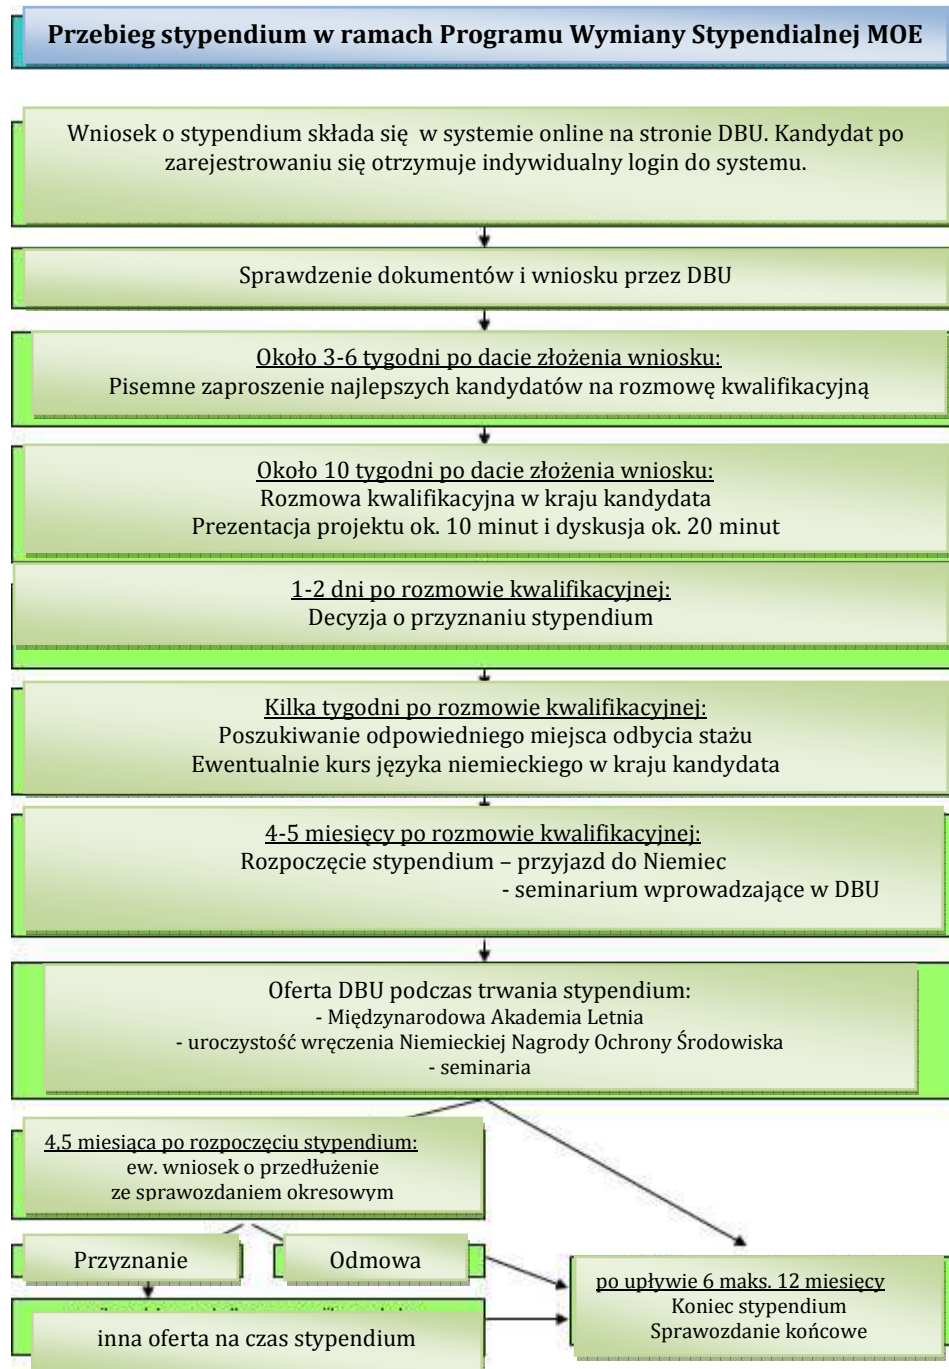 Przebieg stypendium w ramach Programu Wymiany Stypendialnej MOE
Wniosek o stypendium składa się w systemie online na stronie DBU. Kandydat po
zarejestrowaniu się otrzymuje indywidualny login do systemu.
Sprawdzenie dokumentów i wniosku przez DBU
Około 3-6 tygodni po dacie złożenia wniosku:
Pisemne zaproszenie najlepszych kandydatów na rozmowę kwalifikacyjną
Około 10 tygodni po dacie złożenia wniosku:
Rozmowa kwalifikacyjna w kraju kandydata
Prezentacja projektu ok. 10 minut i dyskusja ok. 20 minut
1-2 dni po rozmowie kwalifikacyjnej:
Decyzja o przyznaniu stypendium
Kilka tygodni po rozmowie kwalifikacyjnej:
Poszukiwanie odpowiedniego miejsca odbycia stażu
Ewentualnie kurs języka niemieckiego w kraju kandydata
4-5 miesięcy po rozmowie kwalifikacyjnej:
Rozpoczęcie stypendium – przyjazd do Niemiec
- seminarium wprowadzające w DBU
Oferta DBU podczas trwania stypendium:
- Międzynarodowa Akademia Letnia
- uroczystość wręczenia Niemieckiej Nagrody Ochrony Środowiska
- seminaria
4,5 miesiąca po rozpoczęciu stypendium:
ew. wniosek o przedłużenie
ze sprawozdaniem okresowym
Przyznanie
Odmowa
po upływie 6 maks. 12 miesięcy
Koniec stypendium
Sprawozdanie końcowe
inna oferta na czas stypendium